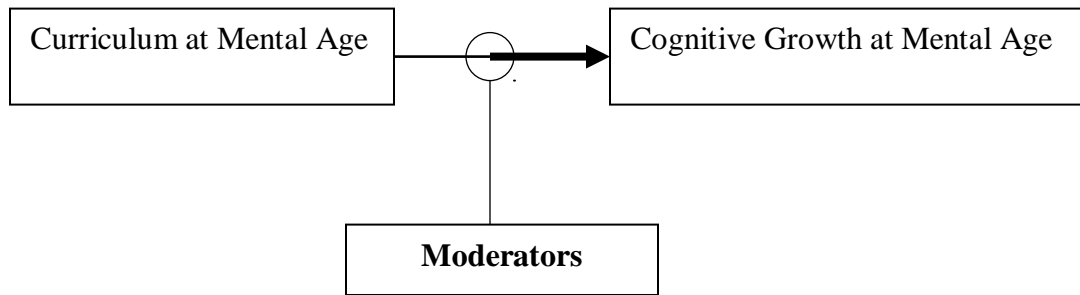 Curriculum at Mental Age
Cognitive Growth at Mental Age
Moderators